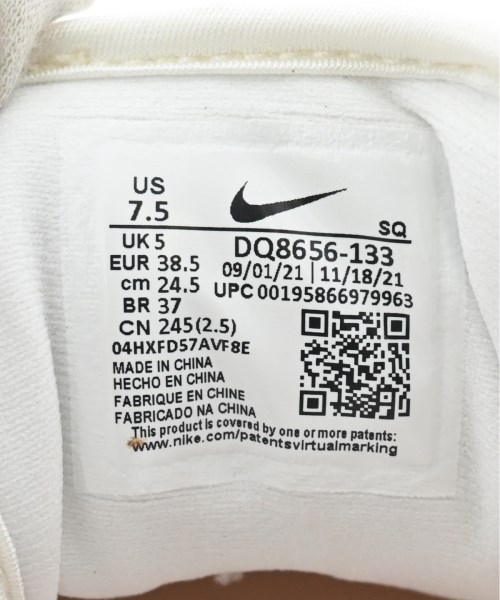 US
7.5
SQ
UK 5
EUR 38.5
cm 24.5
BR 37
CN 245(2.5)
DQ8656-133
09/01/21 | 11/18/21
UPC 00195866979963
04HXFD57AVF8E
MADE IN CHINA
HECHO EN CHINA
FABRIQUE EN CHINE
FABRICADO NA CHINA
This product is covered by one or more patents:
www.nike.com/patentsvirtualmarking